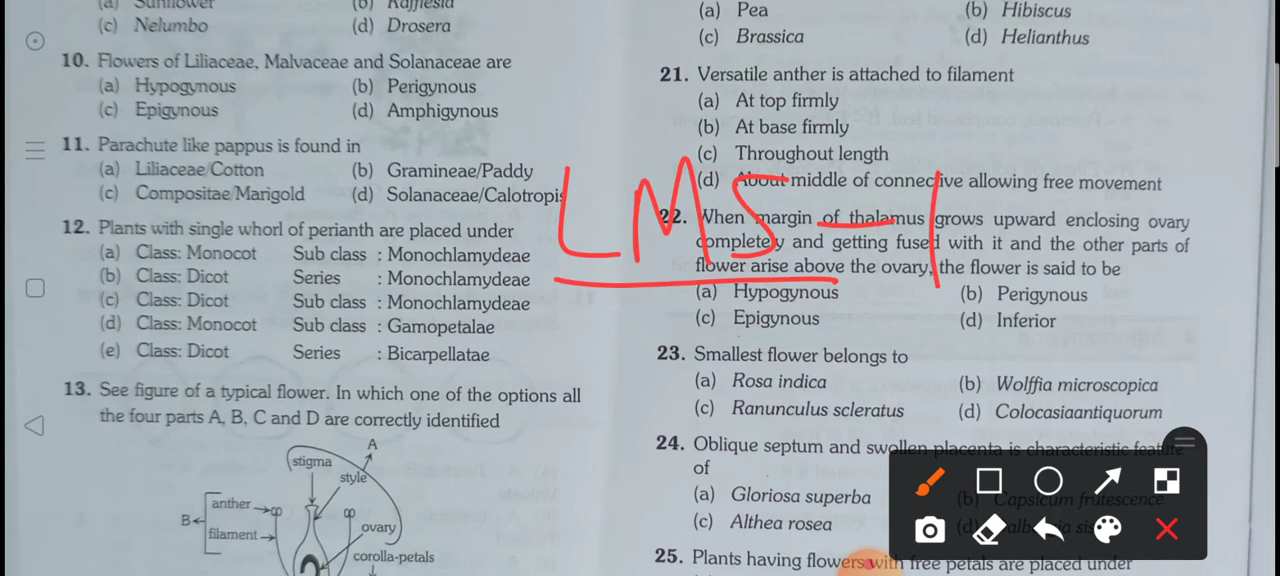 (a) Sunflower (b) Rafflesia
(c) Nelumbo (d) Drosera
10. Flowers of Liliaceae, Malvaceae and Solanaceae are
(a) Hypogynous (b) Perigynous
(c) Epigynous (d) Amphigynous
11. Parachute like pappus is found in
(a) Liliaceae/Cotton (b) Gramineae/Paddy
(c) Compositae/Marigold (d) Solanaceae/Calotropis
12. Plants with single whorl of perianth are placed under
(a) Class: Monocot Sub class : Monochlamydeae
(b) Class: Dicot Series : Monochlamydeae
(c) Class: Dicot Sub class : Monochlamydeae
(d) Class: Monocot Sub class : Gamopetalae
(e) Class: Dicot Series : Bicarpellatae
13. See figure of a typical flower. In which one of the options all
the four parts A, B, C and D are correctly identified
A
stigma
style
anther
B
filament
ovary
corolla-petals
LMS
(a) Pea (b) Hibiscus
(c) Brassica (d) Helianthus
21. Versatile anther is attached to filament
(a) At top firmly
(b) At base firmly
(c) Throughout length
(d) About middle of connective allowing free movement
22. When margin of thalamus grows upward enclosing ovary
completely and getting fused with it and the other parts of
flower arise above the ovary, the flower is said to be
(a) Hypogynous (b) Perigynous
(c) Epigynous (d) Inferior
23. Smallest flower belongs to
(a) Rosa indica (b) Wolffia microscopica
(c) Ranunculus scleratus (d) Colocasiaantiquorum
24. Oblique septum and swollen placenta is characteristic feature
of
(a) Gloriosa superba (b) Capsicum frutescence
(c) Althea rosea (d)
25. Plants having flowers with free petals are placed under